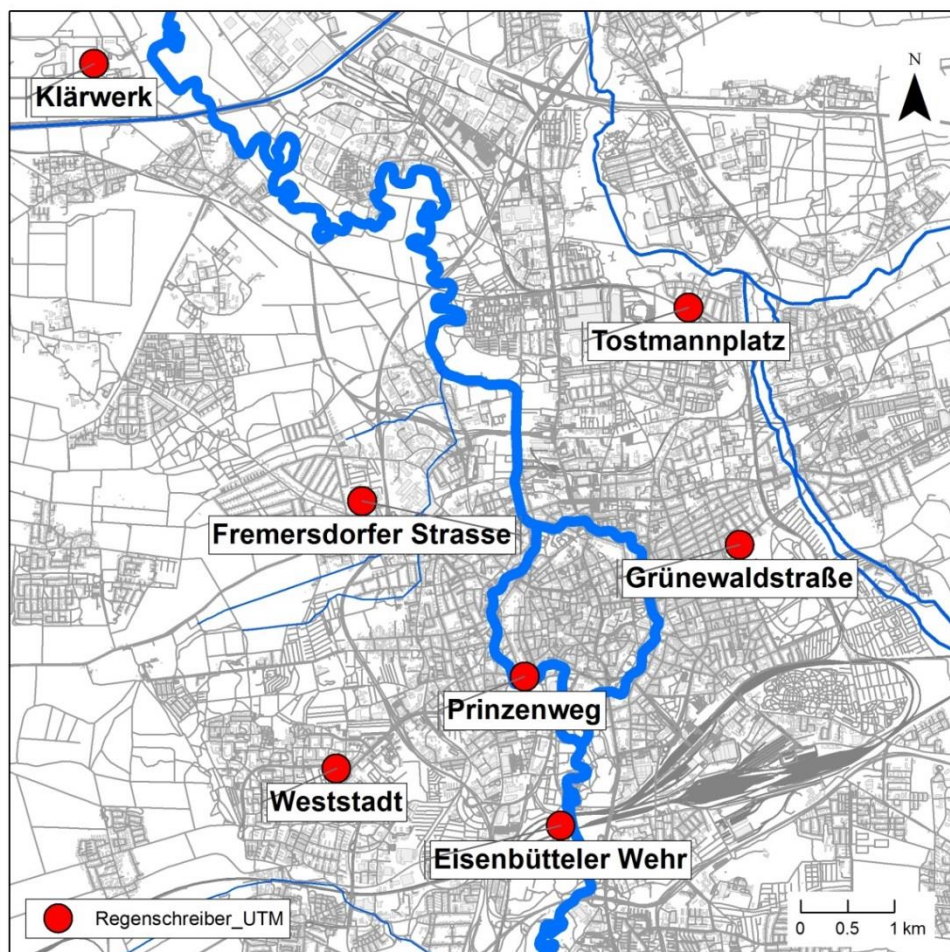 Klärwerk
N
Tostmannplatz
Fremersdorfer Strasse
Grünewaldstraße
Prinzenweg
Weststadt
Eisenbütteler Wehr
Regenschreiber_UTM
0 0.5 1 km